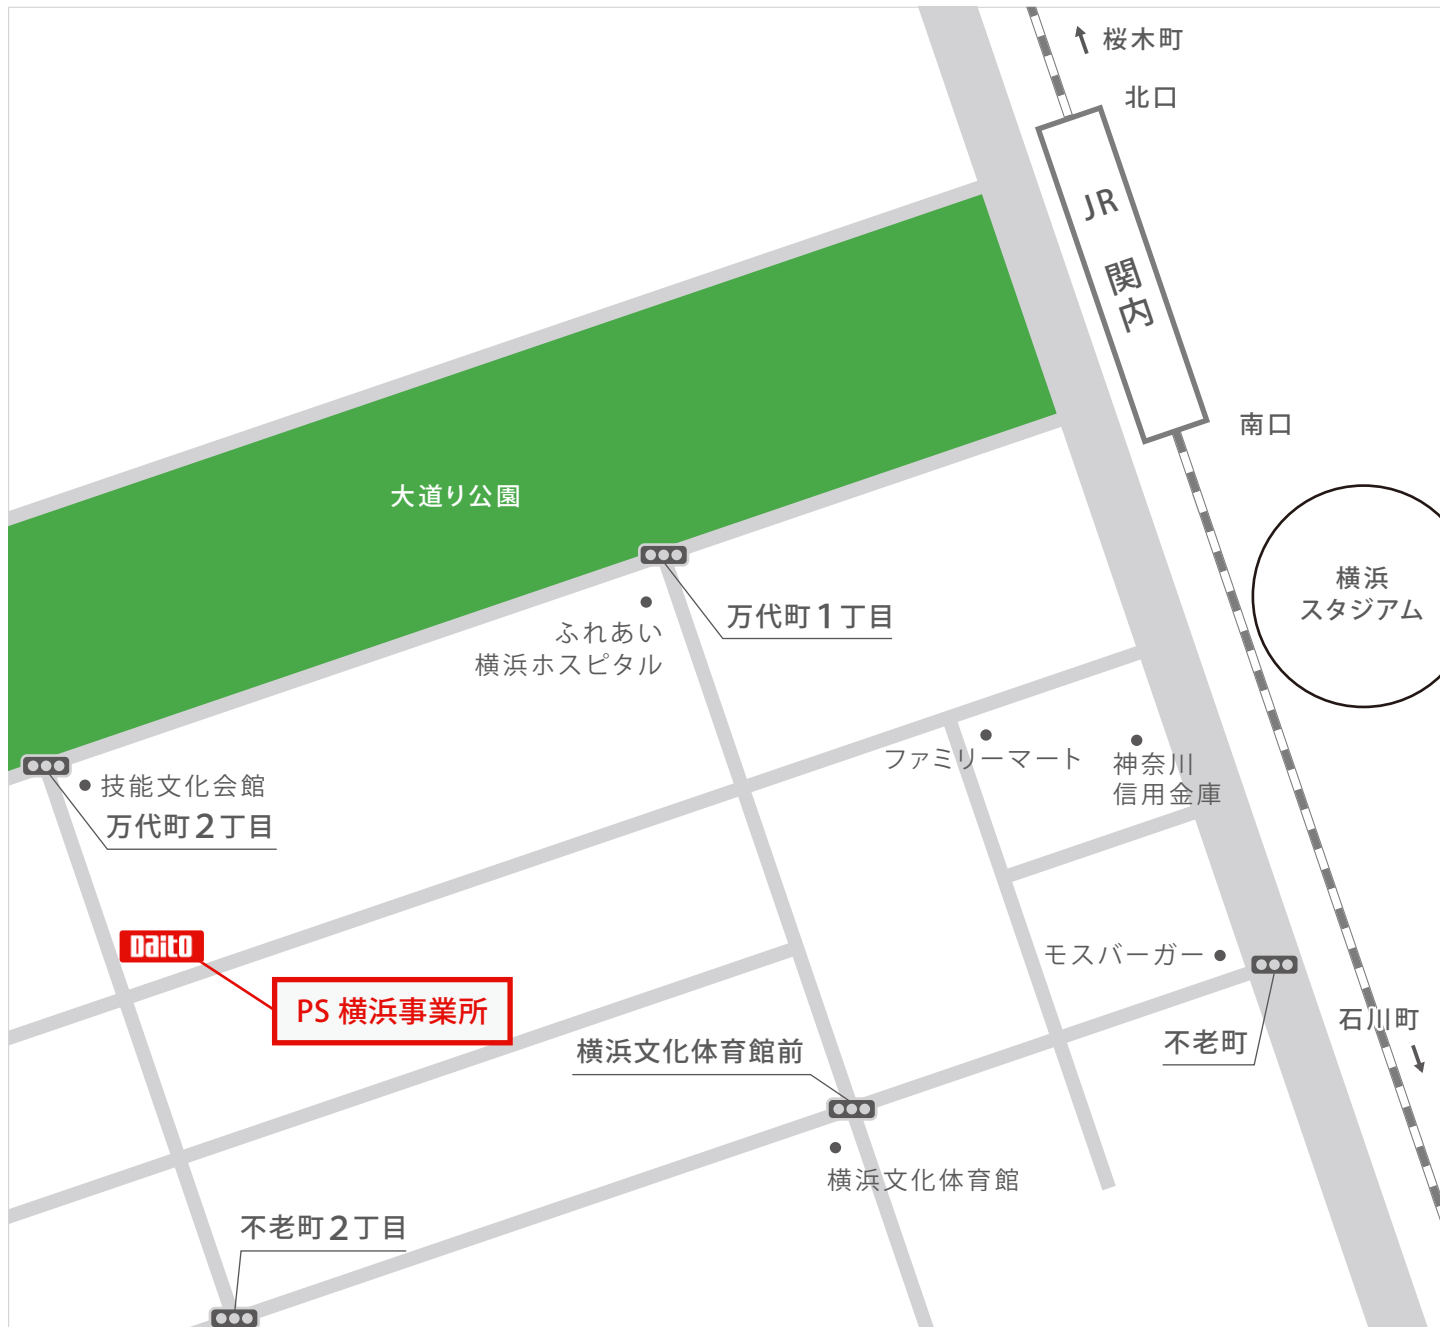 桜木町
北口
JR 関内
南口
大道り公園
横浜
スタジアム
万代町1丁目
ふれあい
横浜ホスピタル
ファミリーマート
神奈川
信用金庫
技能文化会館
万代町2丁目
Daito
PS 横浜事業所
モスバーガー
石川町
不老町
横浜文化体育館前
横浜文化体育館
不老町2丁目